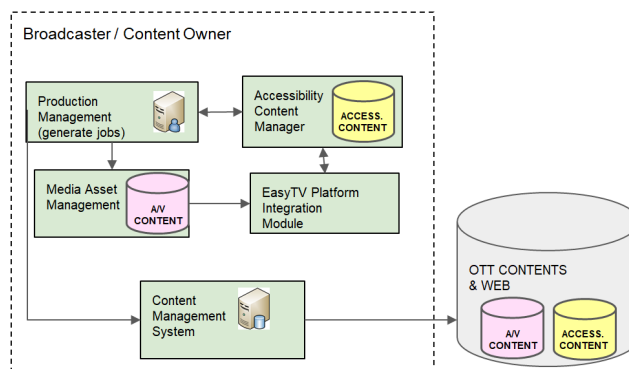 Broadcaster / Content Owner
Production
Management
(generate jobs)
Accessibility
Content
Manager
ACCESS.
CONTENT
Media Asset
Management
A/V
CONTENT
EasyTV Platform
Integration
Module
Content
Management
System
OTT CONTENTS
& WEB
A/V
CONTENT
ACCESS.
CONTENT